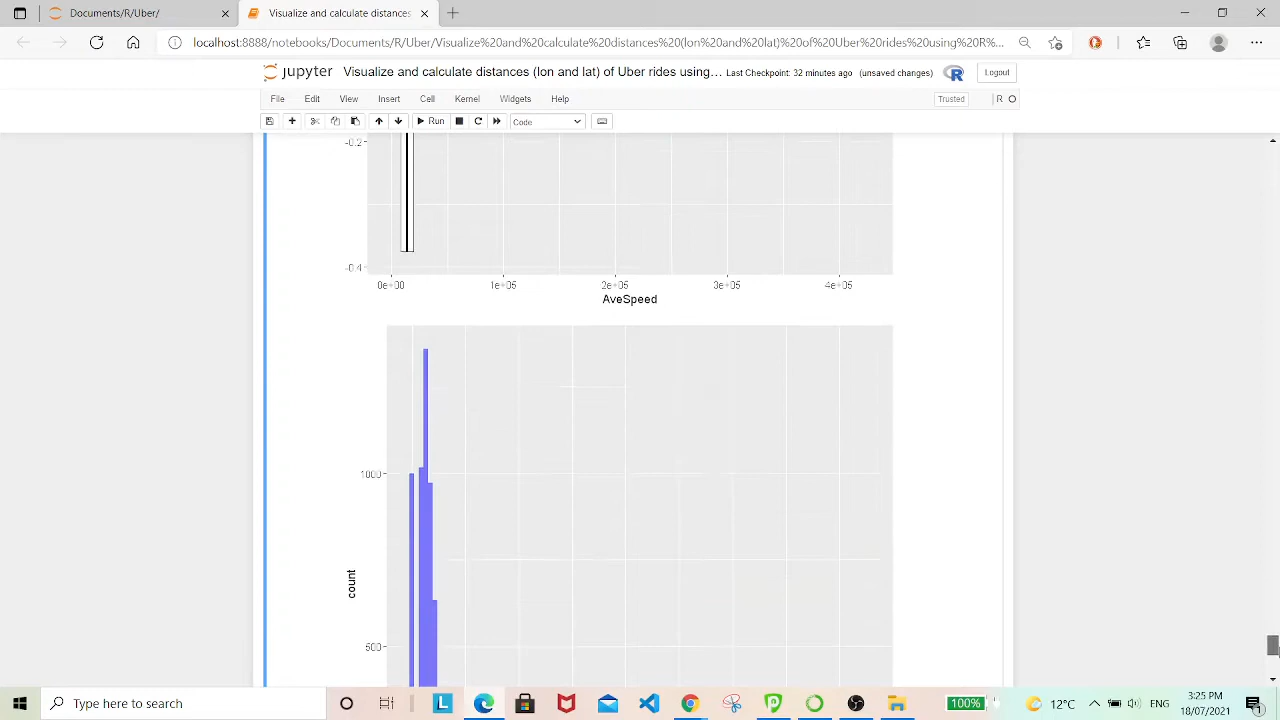 Documents/R/Uber/
Visualize and calculate distances
localhost:8888/notebooks/Documents/R/Uber/Visualize%20and%20calculate%20distances%20(lon%20and%20lat)%20of%20Uber%20rides%20using%20R%...
jupyter Visualize and calculate distances (lon and lat) of Uber rides using... Last Checkpoint: 32 minutes ago (unsaved changes) R Logout
File Edit View Insert Cell Kernel Widgets Help Trusted R
Run Code
-0.2
-0.4
0e+00 1e+05 2e+05 3e+05 4e+05
AveSpeed
1000
count
500
Type here to search
L 100% 12°C ENG 3:25 PM
18/07/2021
1